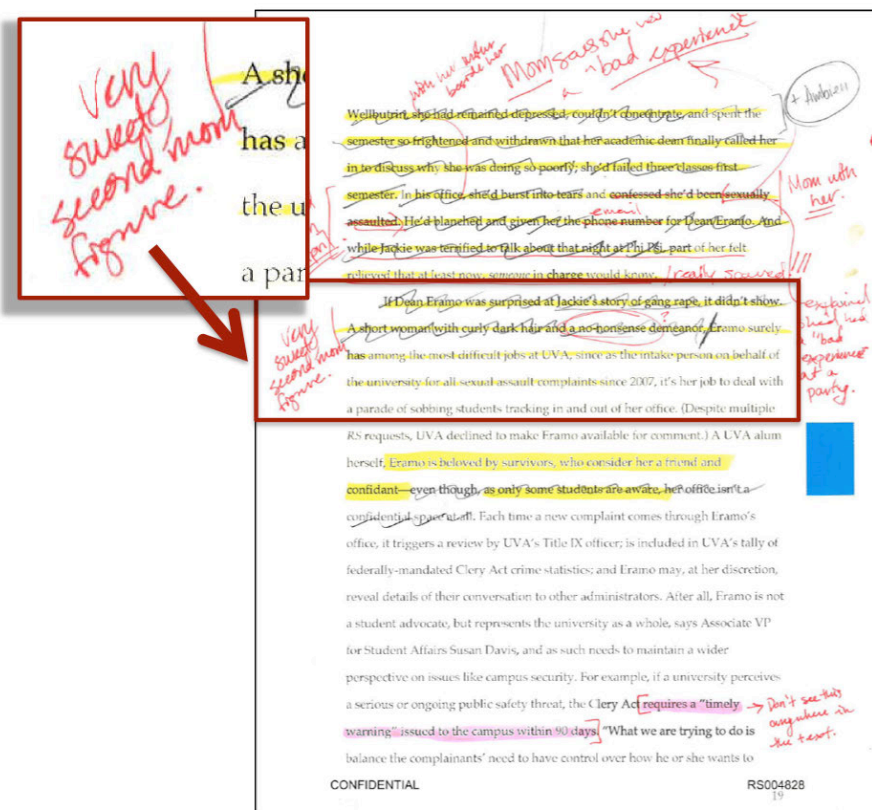 Very
sweet
second mom
figure.
A sho
has a
the u
a par
with her sister
beside her
Mom says she was
a "bad experience"
+ Ambien
Wellbutrin, she had remained depressed, couldn't concentrate, and spent the
semester so frightened and withdrawn that her academic dean finally called her
in to discuss why she was doing so poorly; she'd failed three classes first
semester. In his office, she'd burst into tears and confessed she'd been sexually
Mom with
her.
assaulted. He'd blanched and given her the phone number for Dean Eramo. And
email
while Jackie was terrified to talk about that night at Phi Psi, part of her felt
relieved that at least now, someone in charge would know.
/really scared!!!
If Dean Eramo was surprised at Jackie's story of gang rape, it didn't show.
A short woman with curly dark hair and a no-nonsense demeanor, Eramo surely
?
has among the most difficult jobs at UVA, since as the intake person on behalf of
the university for all sexual assault complaints since 2007, it's her job to deal with
a parade of sobbing students tracking in and out of her office. (Despite multiple
very
sweet
second mom
figure.
explained
she had had
a "bad
experience"
at a
party.
RS requests, UVA declined to make Eramo available for comment.) A UVA alum
herself, Eramo is beloved by survivors, who consider her a friend and
confidant—even though, as only some students are aware, her office isn't a
confidential space at all. Each time a new complaint comes through Eramo's
office, it triggers a review by UVA's Title IX officer; is included in UVA's tally of
federally-mandated Clery Act crime statistics; and Eramo may, at her discretion,
reveal details of their conversation to other administrators. After all, Eramo is not
a student advocate, but represents the university as a whole, says Associate VP
for Student Affairs Susan Davis, and as such needs to maintain a wider
perspective on issues like campus security. For example, if a university perceives
a serious or ongoing public safety threat, the Clery Act requires a "timely
warning" issued to the campus within 90 days. "What we are trying to do is
Don't see this
anywhere in
the text.
balance the complainants' need to have control over how he or she wants to
CONFIDENTIAL
RS004828
19